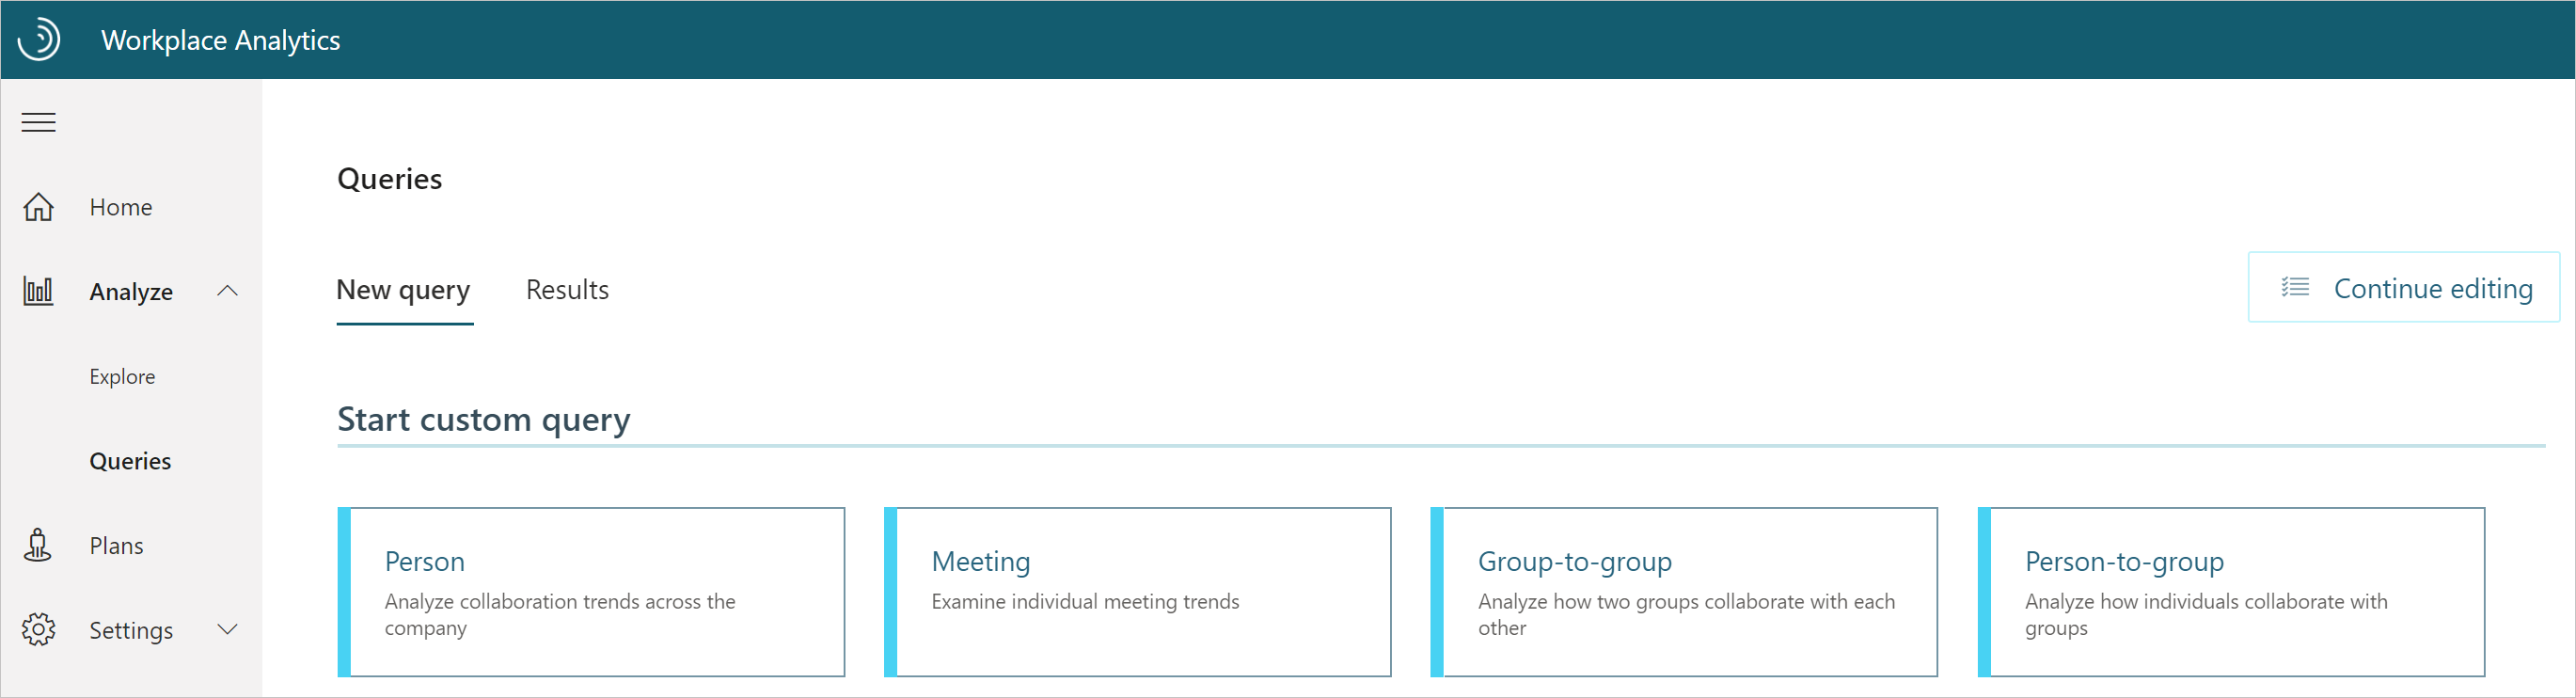 Workplace Analytics
Home
Analyze
Explore
Queries
Plans
Settings
Queries
New query
Results
Continue editing
Start custom query
Person
Analyze collaboration trends across the
company
Meeting
Examine individual meeting trends
Group-to-group
Analyze how two groups collaborate with each
other
Person-to-group
Analyze how individuals collaborate with
groups